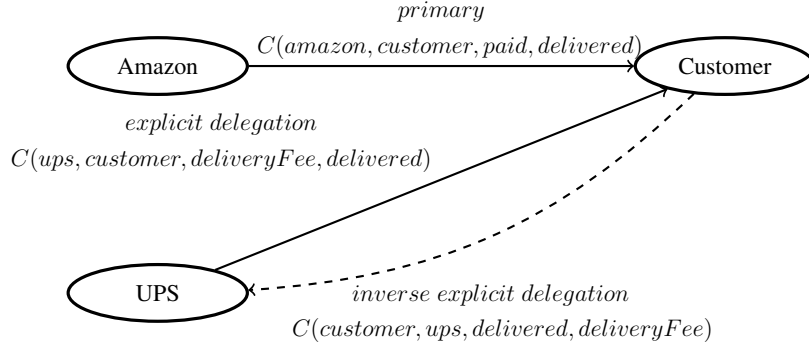 primary
C(amazon, customer, paid, delivered)
Amazon
Customer
explicit delegation
C(ups, customer, deliveryFee, delivered)
UPS
inverse explicit delegation
C(customer, ups, delivered, deliveryFee)